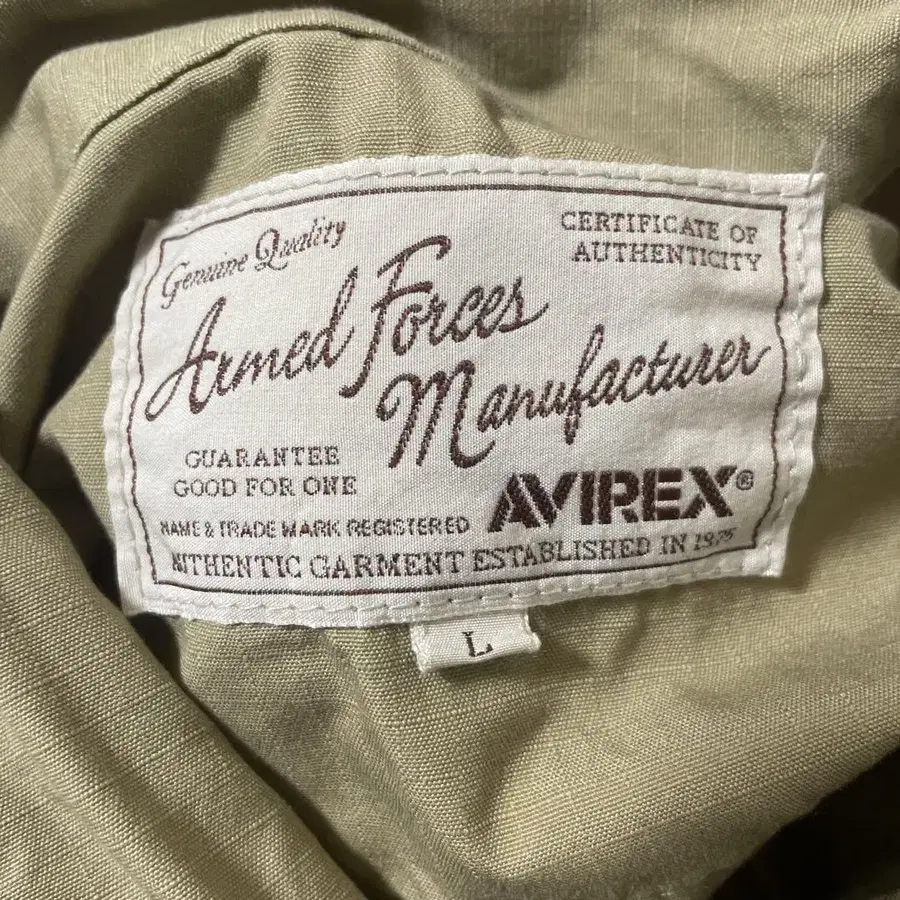 Genuine Quality
CERTIFICATE OF
AUTHENTICITY
Armed Forces
Manufacturer
GUARANTEE
GOOD FOR ONE
AVIREX®
NAME & TRADE MARK REGISTERED
AUTHENTIC GARMENT ESTABLISHED IN 1975
L